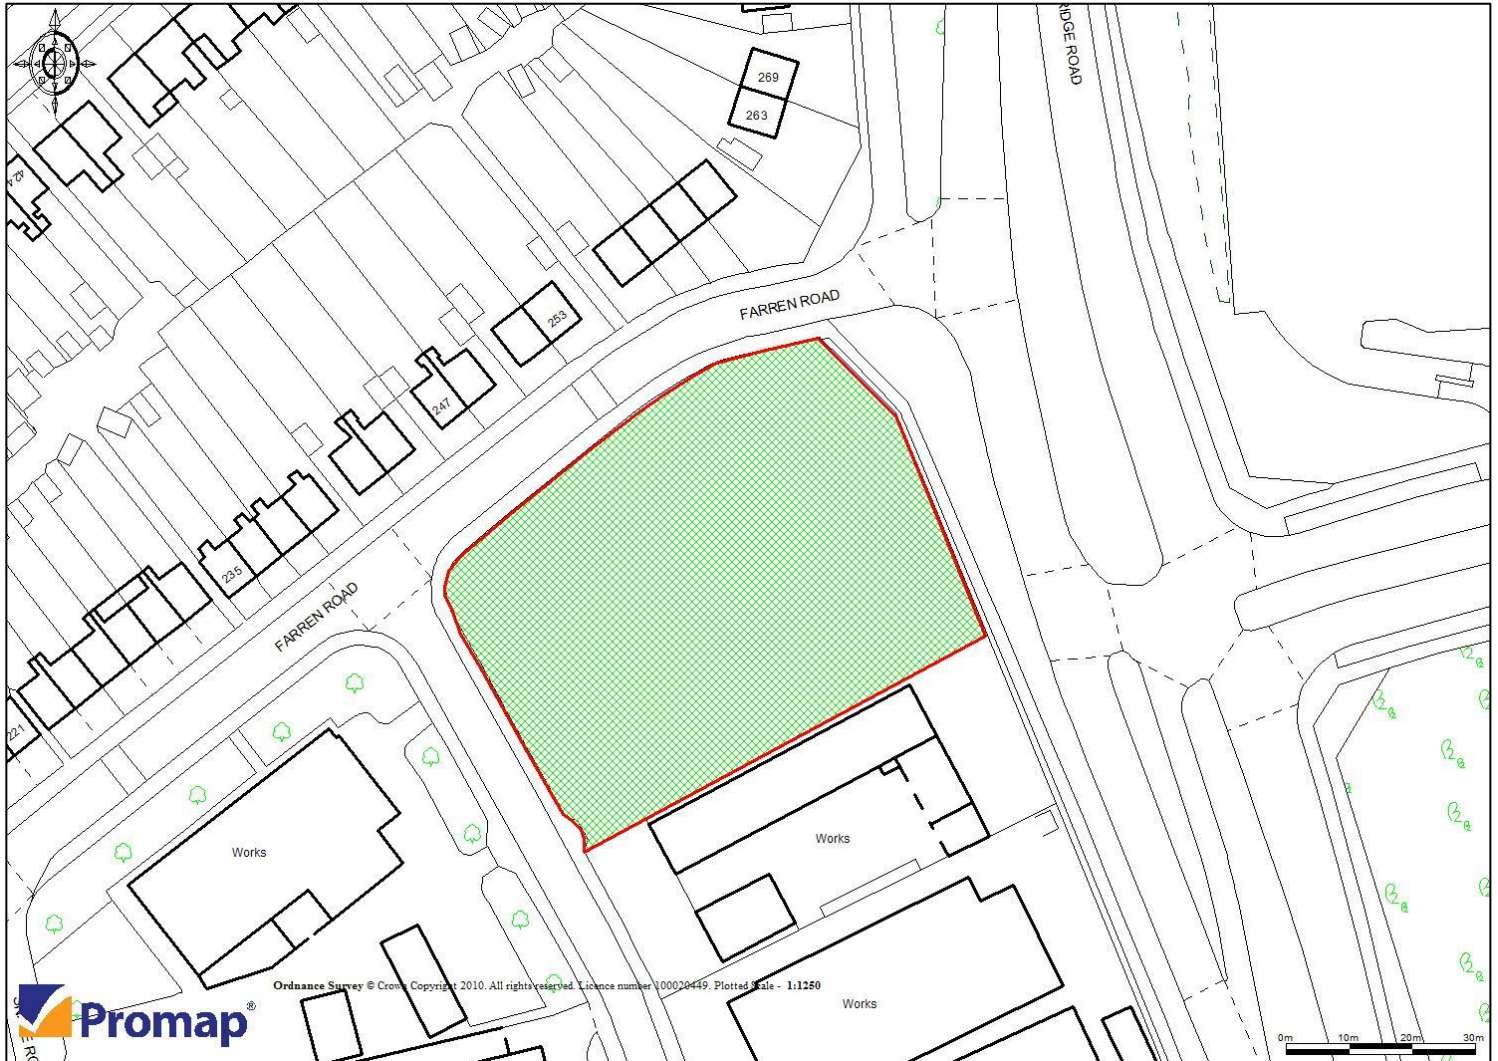 RIDGE ROAD
269
263
42
FARREN ROAD
253
247
235
FARREN ROAD
221
Works
Works
Ordnance Survey © Crown Copyright 2010. All rights reserved. Licence number 100020449. Plotted Scale - 1:1250
Works
Promap®
0m 10m 20m 30m